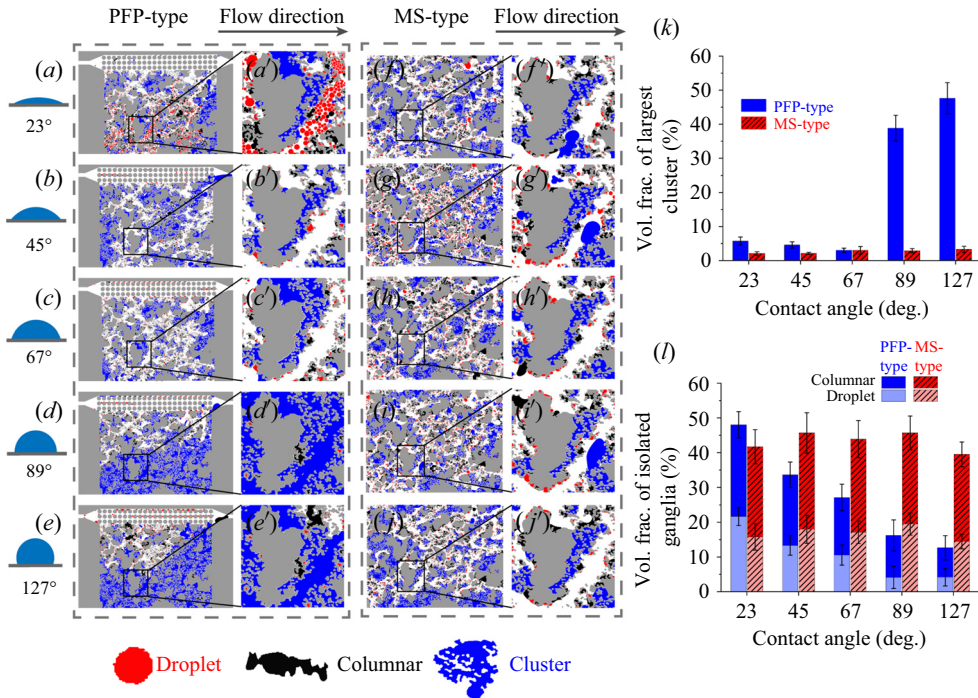 PFP-type Flow direction
MS-type Flow direction
(a)
(a′)
(f)
(f′)
23°
(b)
(b′)
(g)
(g′)
45°
(c)
(c′)
(h)
(h′)
67°
(d)
(d′)
(i)
(i′)
89°
(e)
(e′)
(j)
(j′)
127°
Droplet
Columnar
Cluster
(k)
Vol. frac. of largest
cluster (%)
60
50
40
30
20
10
0
PFP-type
MS-type
23 45 67 89 127
Contact angle (deg.)
(l)
Vol. frac. of isolated
ganglia (%)
60
50
40
30
20
10
0
PFP-
type
MS-
type
Columnar
Droplet
23 45 67 89 127
Contact angle (deg.)